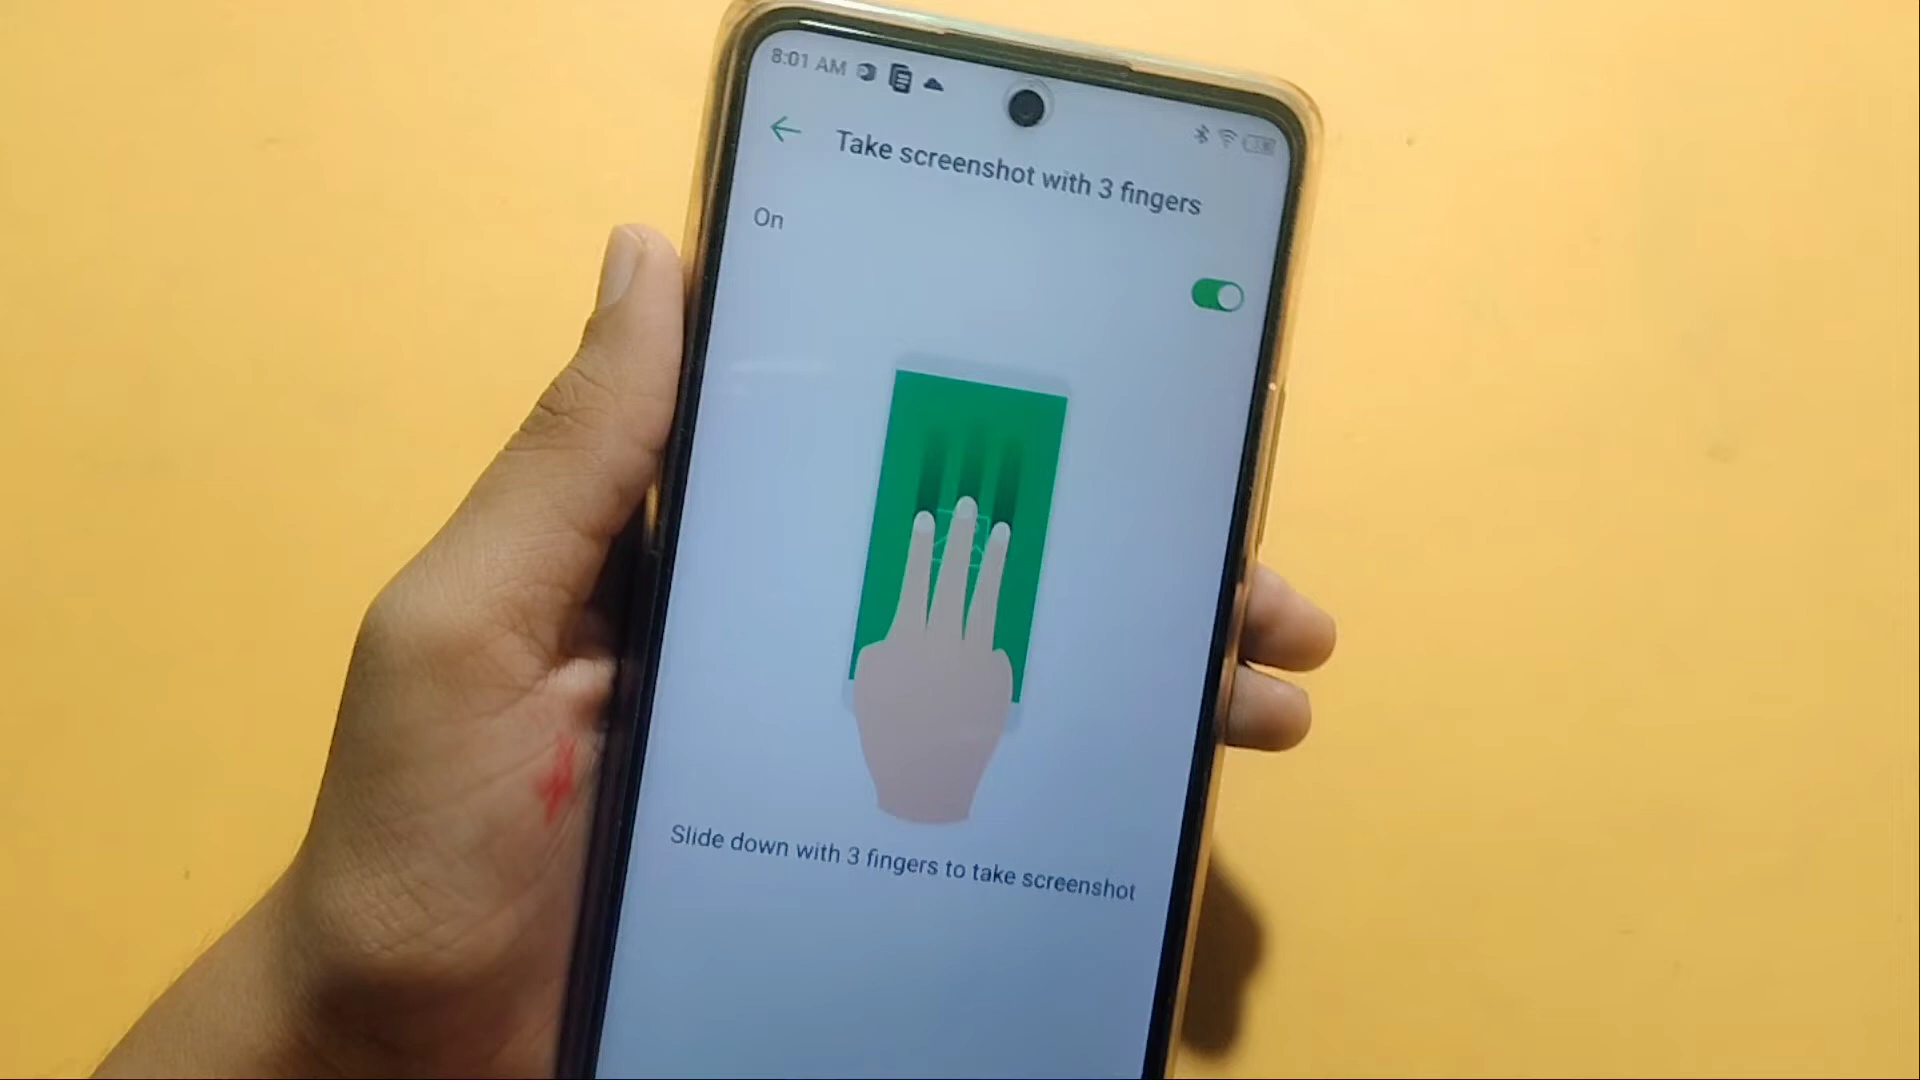 8:01 AM
Take screenshot with 3 fingers
On
Slide down with 3 fingers to take screenshot